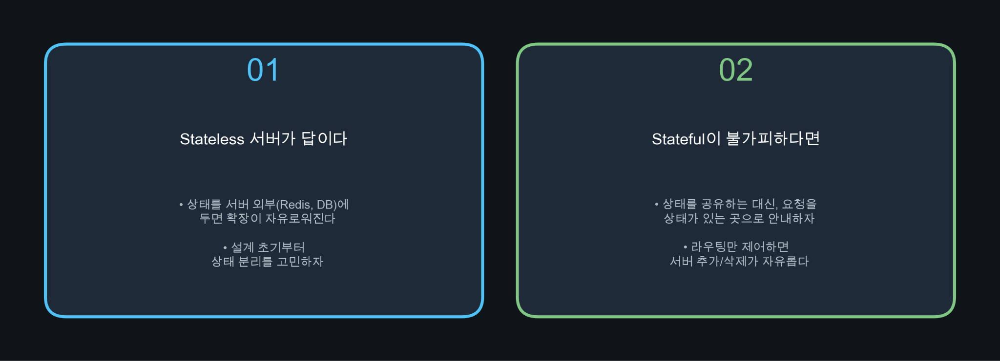 01
Stateless 서버가 답이다
• 상태를 서버 외부(Redis, DB)에
두면 확장이 자유로워진다
• 설계 초기부터
상태 분리를 고민하자
02
Stateful이 불가피하다면
• 상태를 공유하는 대신, 요청을
상태가 있는 곳으로 안내하자
• 라우팅만 제어하면
서버 추가/삭제가 자유롭다